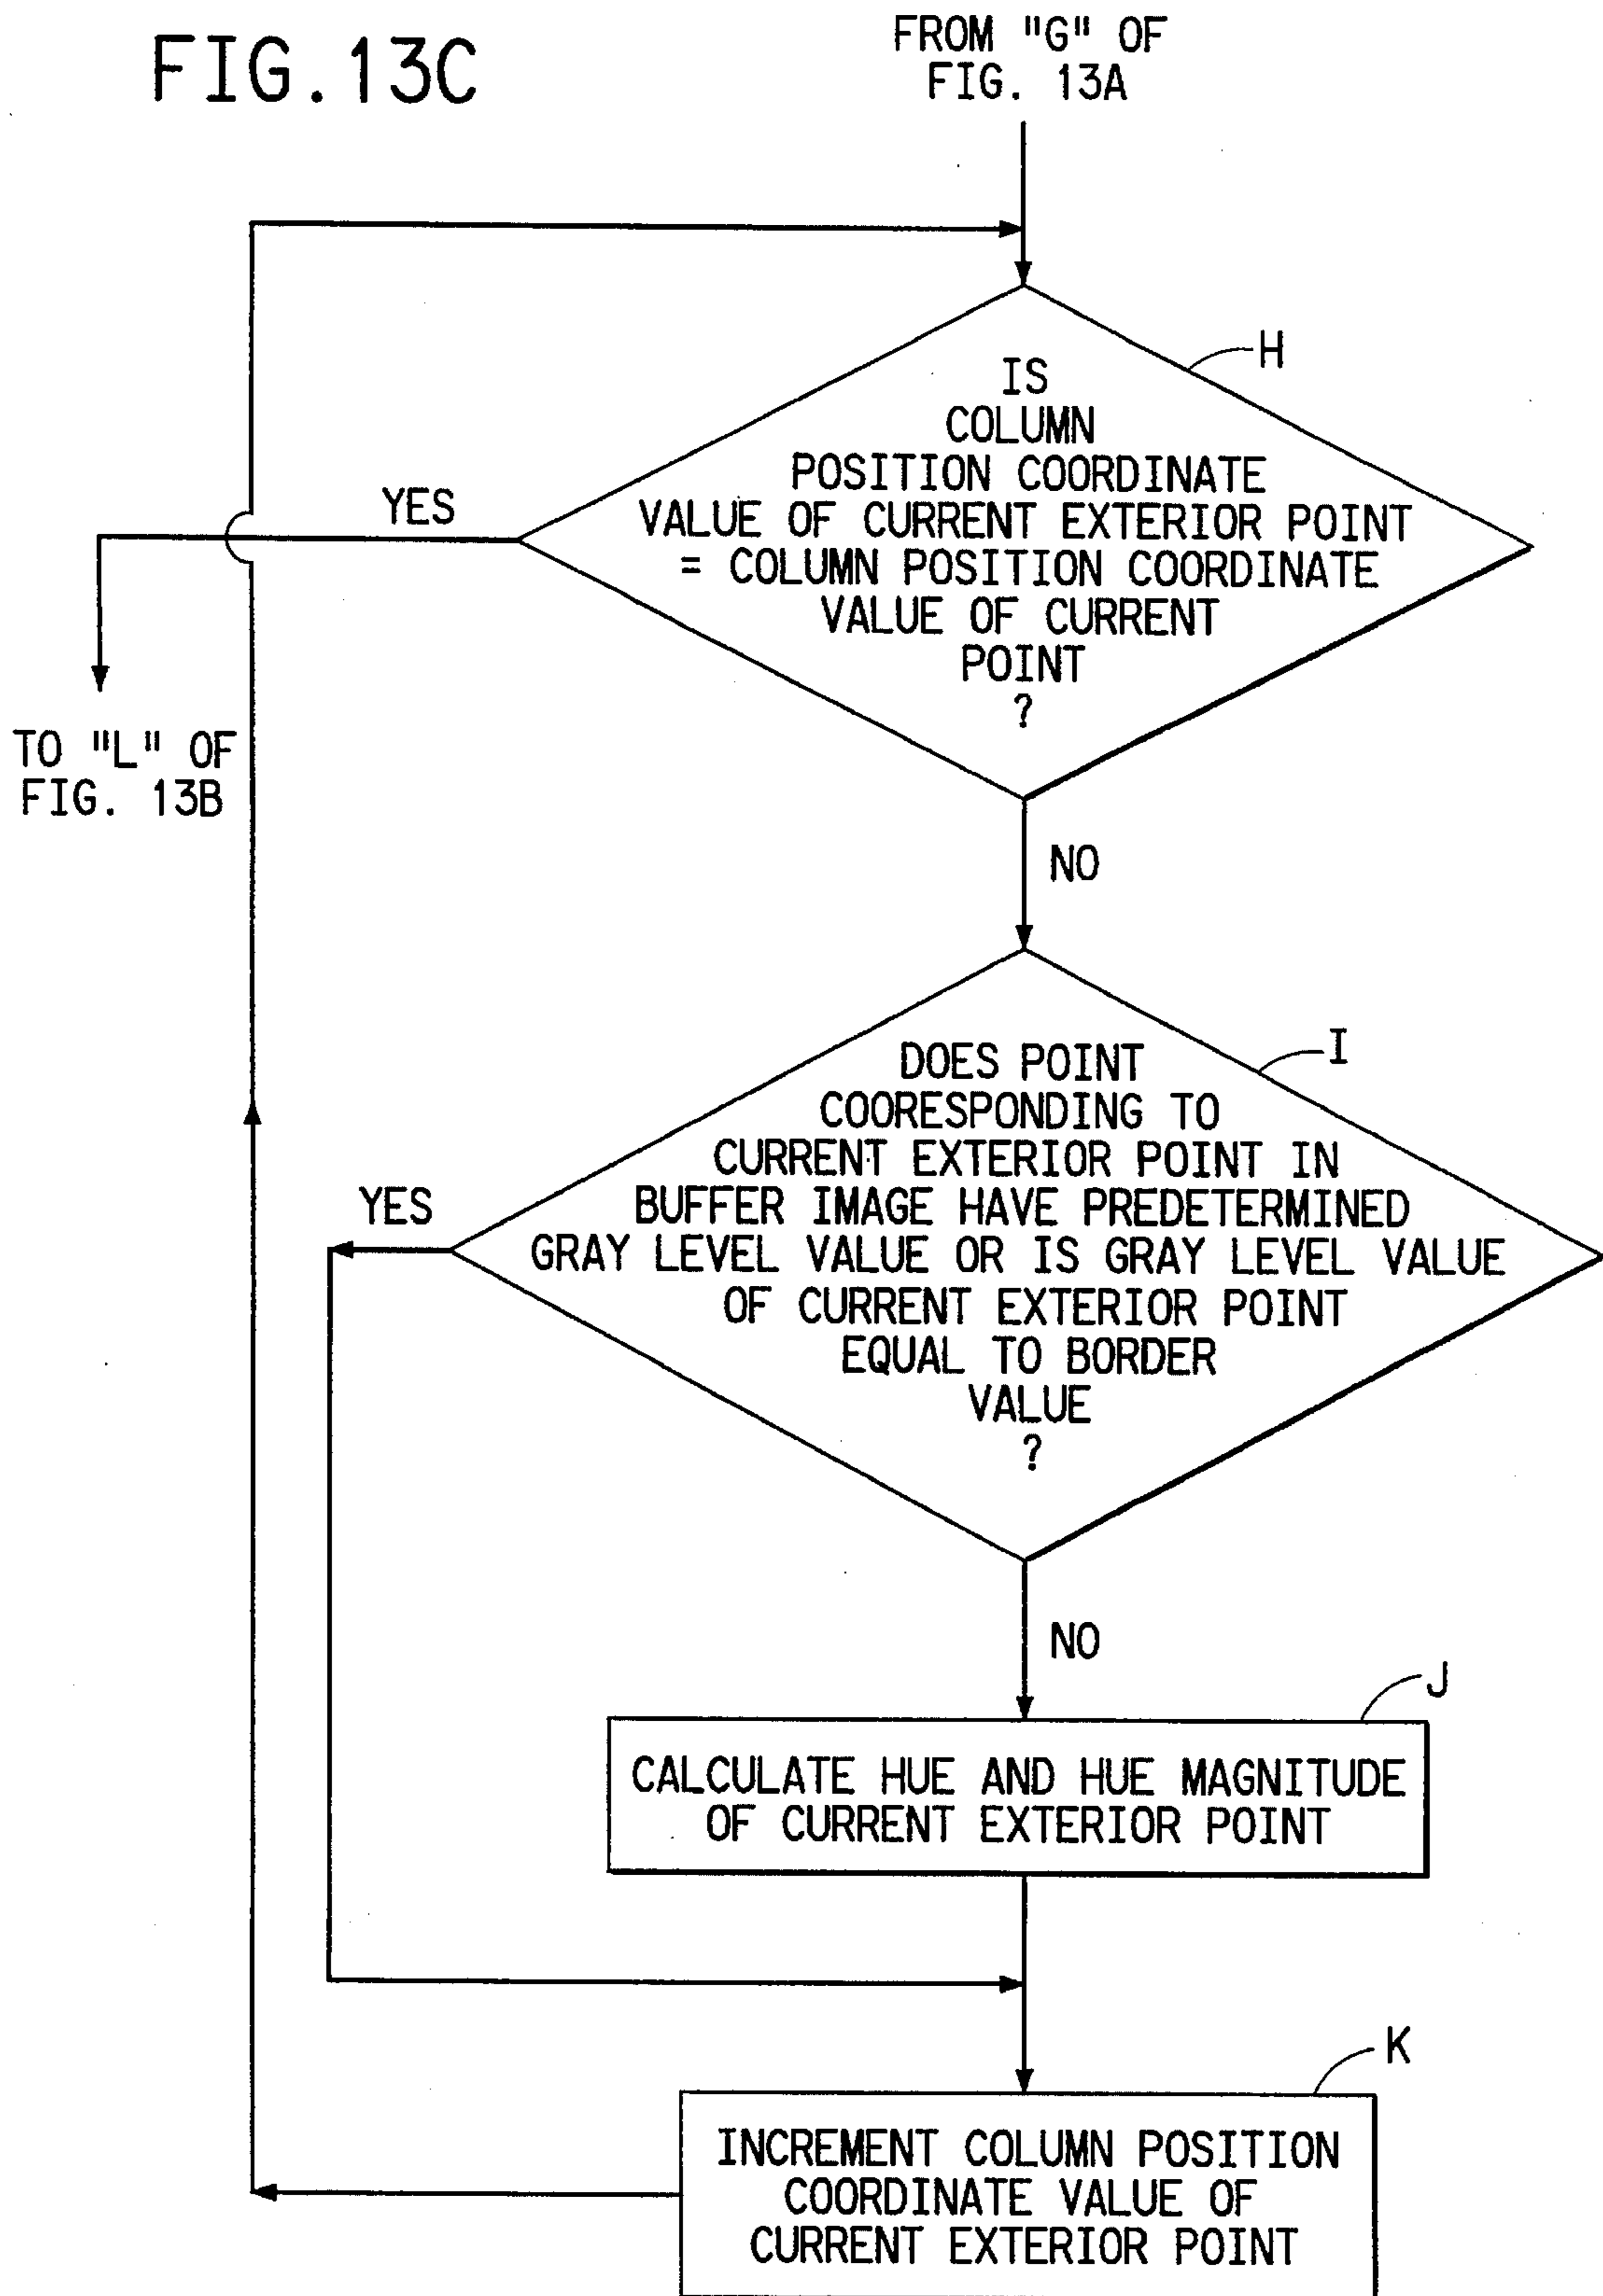 FIG.13C
FROM "G" OF
FIG. 13A
H
IS
COLUMN
POSITION COORDINATE
VALUE OF CURRENT EXTERIOR POINT
= COLUMN POSITION COORDINATE
VALUE OF CURRENT
POINT
?
YES
TO "L" OF
FIG. 13B
NO
I
DOES POINT
COORESPONDING TO
CURRENT EXTERIOR POINT IN
BUFFER IMAGE HAVE PREDETERMINED
GRAY LEVEL VALUE OR IS GRAY LEVEL VALUE
OF CURRENT EXTERIOR POINT
EQUAL TO BORDER
VALUE
?
YES
NO
J
CALCULATE HUE AND HUE MAGNITUDE
OF CURRENT EXTERIOR POINT
K
INCREMENT COLUMN POSITION
COORDINATE VALUE OF
CURRENT EXTERIOR POINT